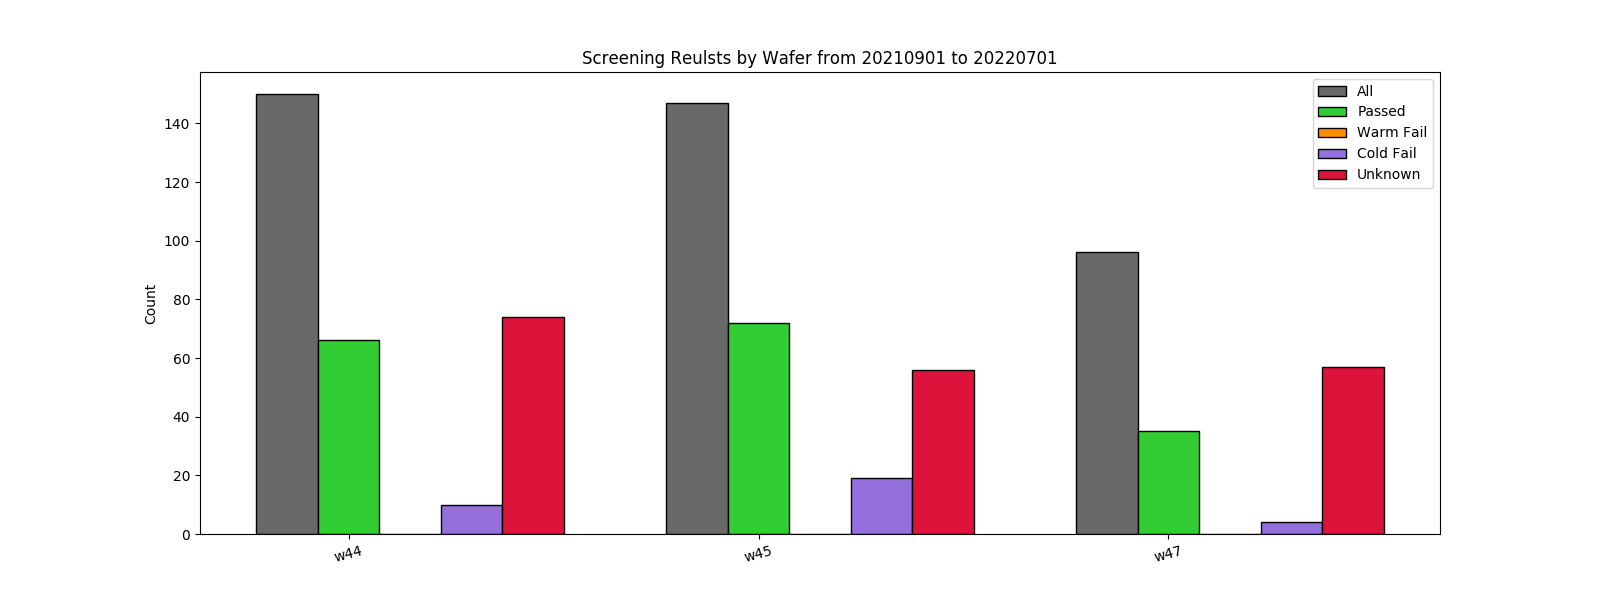 Screening Reulsts by Wafer from 20210901 to 20220701
All
Passed
Warm Fail
Cold Fail
Unknown
Count
140
120
100
80
60
40
20
0
w44
w45
w47